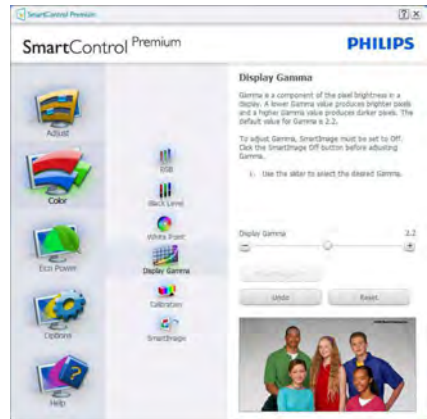 SmartControl Premium
SmartControl Premium
PHILIPS
Adjust
Color
Eco Power
Options
Help
RGB
Black Level
White Point
Display Gamma
Calibration
SmartImage
Display Gamma
Gamma is a component of the pixel brightness in a
display. A lower Gamma value produces brighter pixels
and a higher Gamma value produces darker pixels. The
default value for Gamma is 2.2.
To adjust Gamma, SmartImage must be set to Off.
Click the SmartImage Off button before adjusting
Gamma.
1. Use the slider to select the desired Gamma.
Display Gamma 2.2
Undo Reset